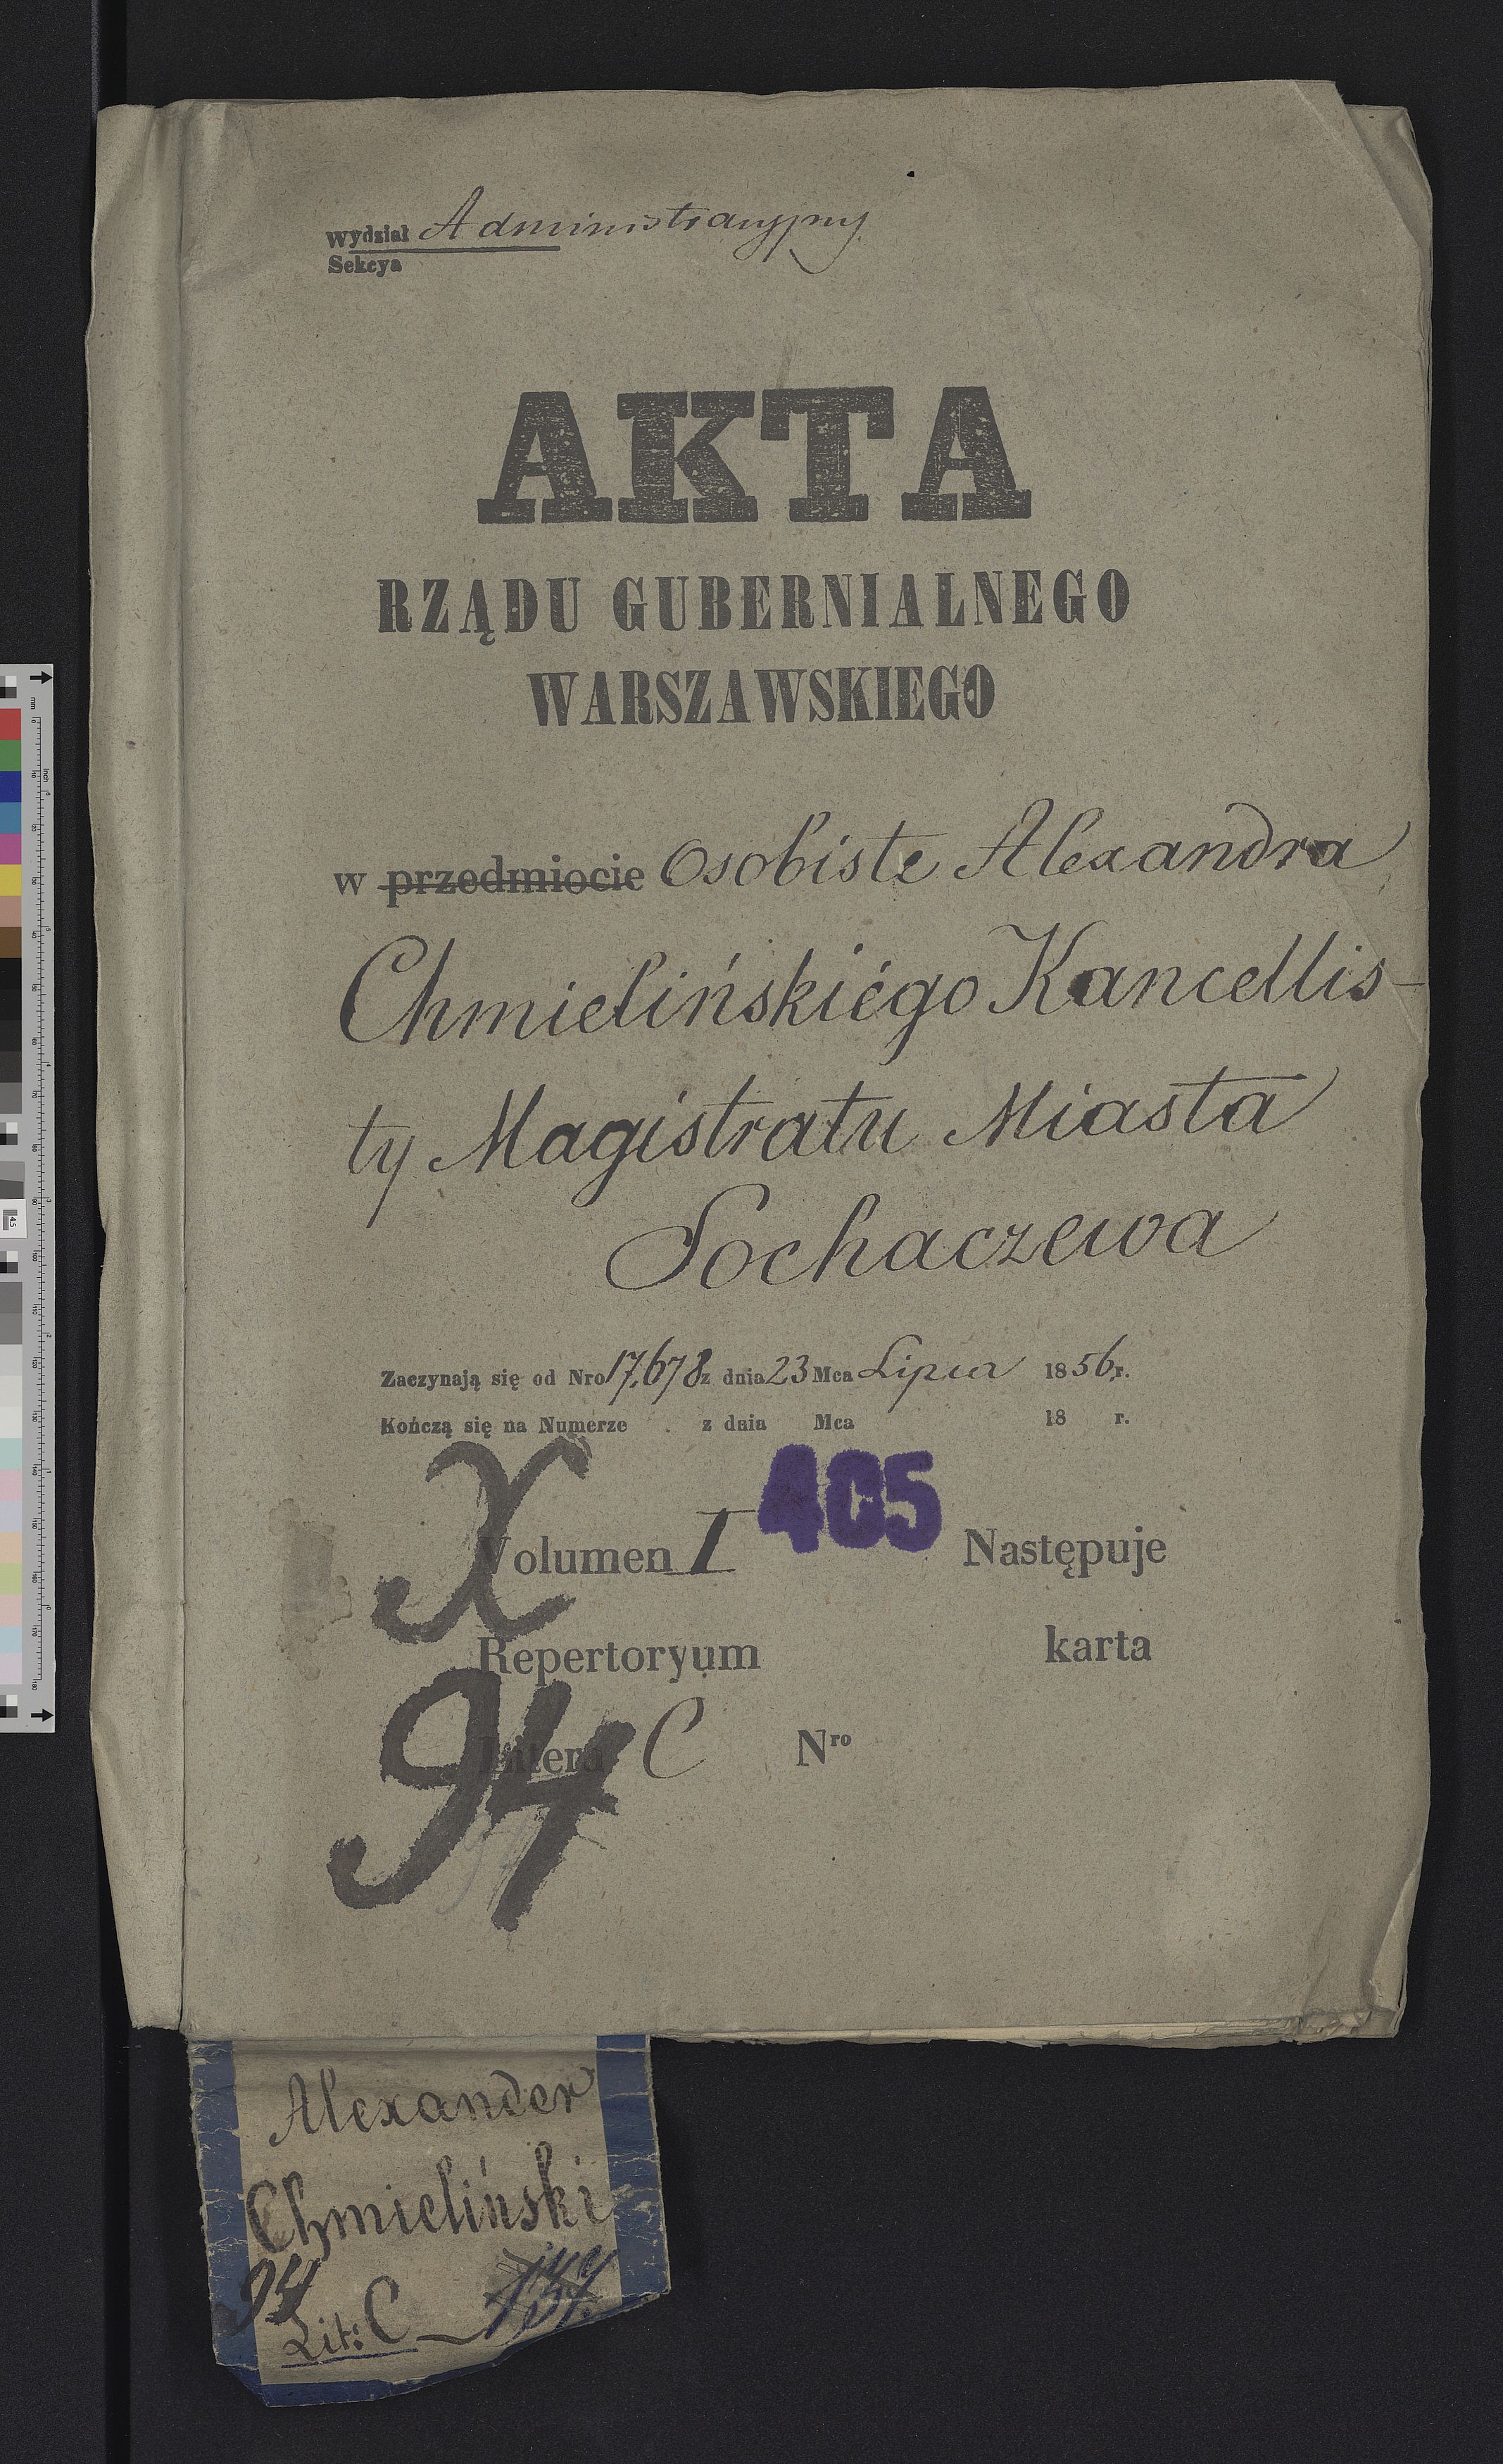 Wydział Administracyjny
Sekcya
AKTA
RZĄDU GUBERNIALNEGO
WARSZAWSKIEGO
w przedmiocie Osobiste Alexandra
Chmielińskiégo Kancellis-
ty Magistratu Miasta
Sochaczewa
Zaczynają się od Nro 17,678 z dnia 23 Mca Lipca 1856 r.
Kończą się na Numerze z dnia Mca 18 r.
X
405
Volumen I Następuje
Repertoryum karta
94
Litera C Nro
Alexander
Chmieliński
94
Lit: C